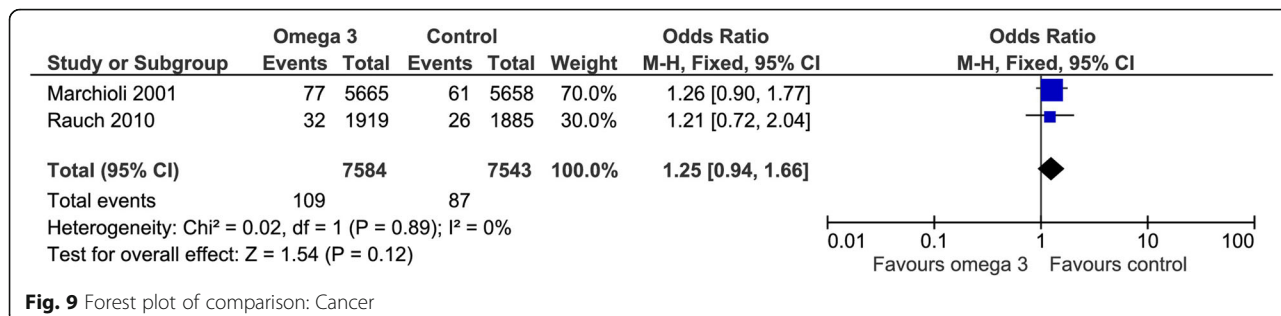 Omega 3 Control Odds Ratio Odds Ratio
Study or Subgroup Events Total Events Total Weight M-H, Fixed, 95% CI M-H, Fixed, 95% CI
Marchioli 2001 77 5665 61 5658 70.0% 1.26 [0.90, 1.77]
Rauch 2010 32 1919 26 1885 30.0% 1.21 [0.72, 2.04]
Total (95% CI) 7584 7543 100.0% 1.25 [0.94, 1.66]
Total events 109 87
Heterogeneity: Chi² = 0.02, df = 1 (P = 0.89); I² = 0%
Test for overall effect: Z = 1.54 (P = 0.12)
0.01 0.1 1 10 100
Favours omega 3 Favours control
Fig. 9 Forest plot of comparison: Cancer